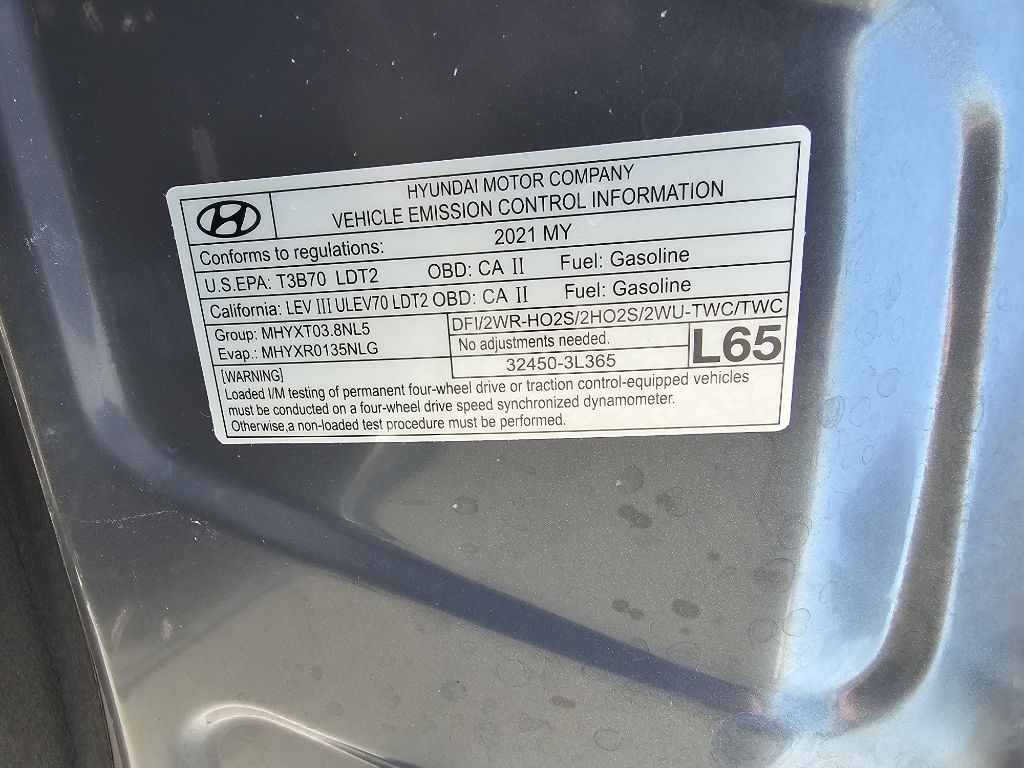 HYUNDAI MOTOR COMPANY
VEHICLE EMISSION CONTROL INFORMATION
Conforms to regulations: 2021 MY
U.S.EPA: T3B70 LDT2 OBD: CA II Fuel: Gasoline
California: LEV III ULEV70 LDT2 OBD: CA II Fuel: Gasoline
Group: MHYXT03.8NL5
Evap.: MHYXR0135NLG
DFI/2WR-HO2S/2HO2S/2WU-TWC/TWC
No adjustments needed.
32450-3L365
L65
[WARNING]
Loaded I/M testing of permanent four-wheel drive or traction control-equipped vehicles
must be conducted on a four-wheel drive speed synchronized dynamometer.
Otherwise,a non-loaded test procedure must be performed.